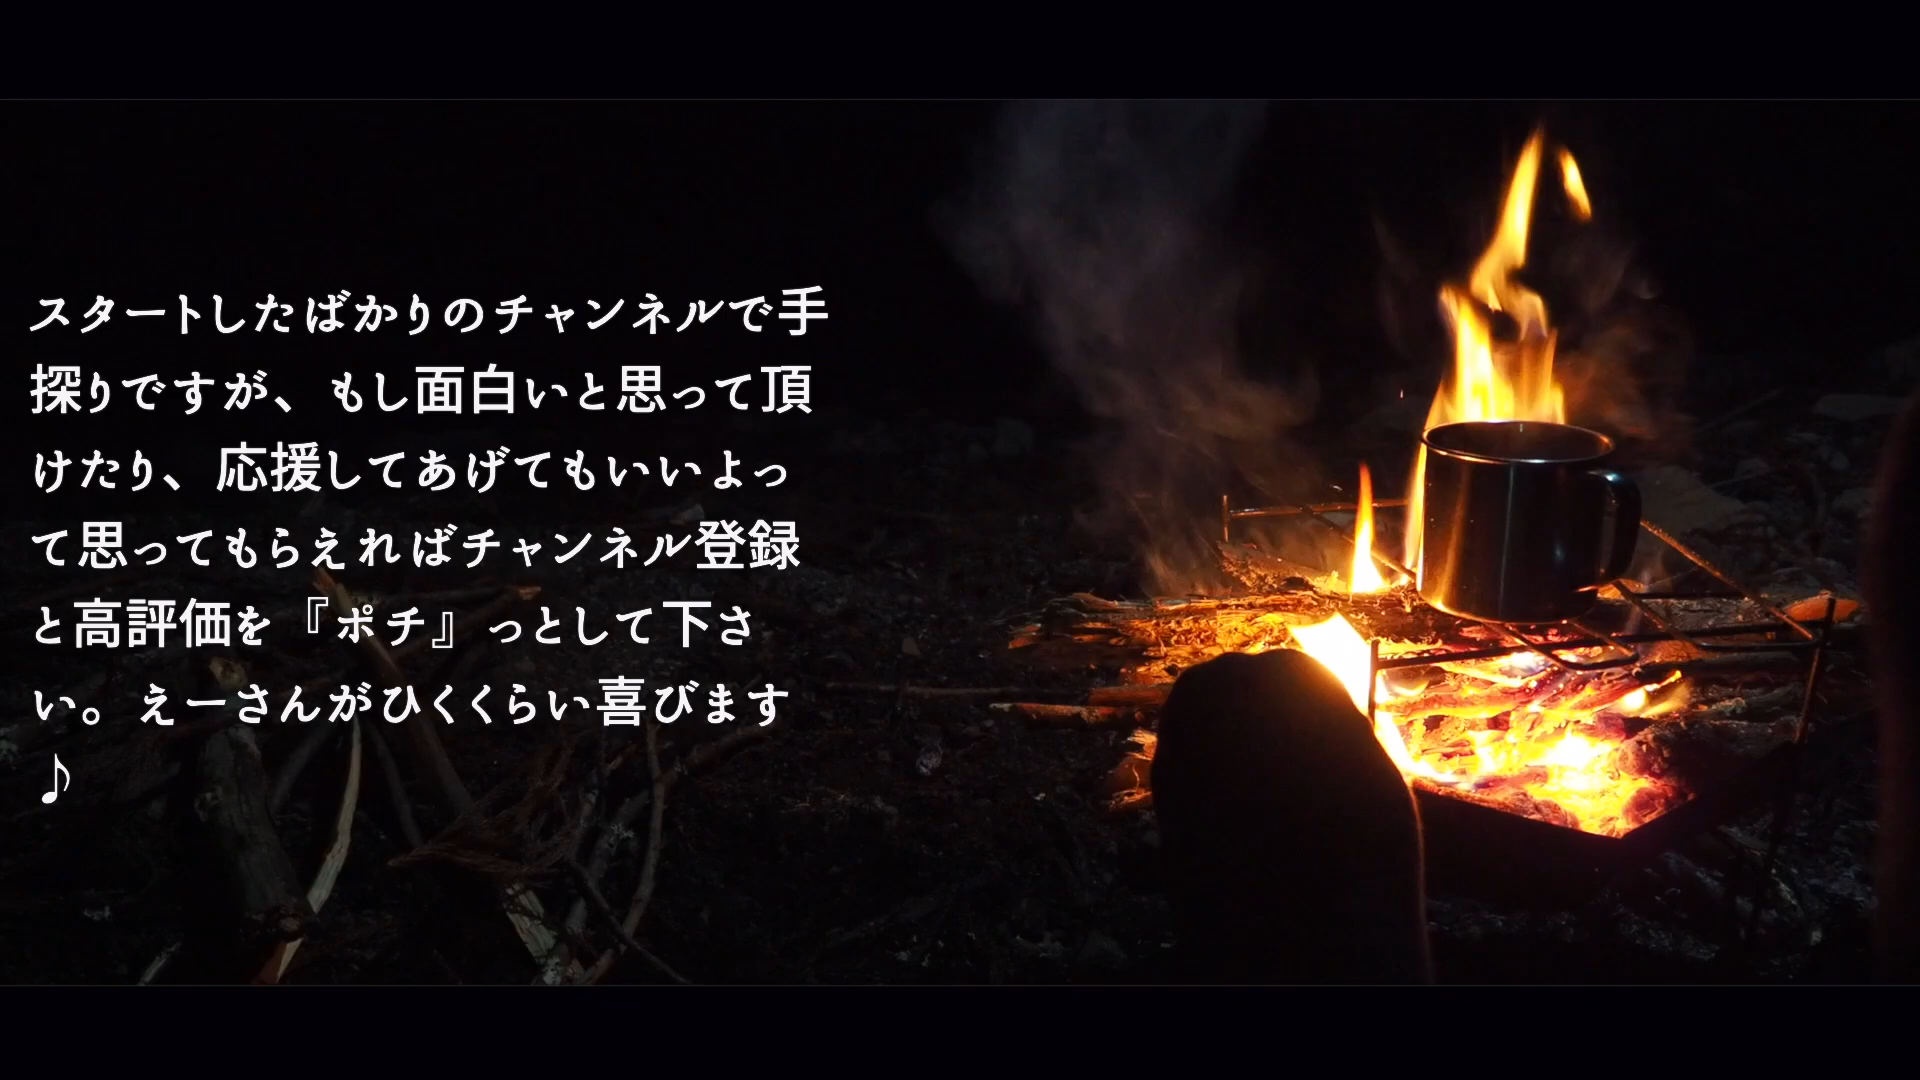 スタートしたばかりのチャンネルで手
探りですが、もし面白いと思って頂
けたり、応援してあげてもいいよっ
て思ってもらえればチャンネル登録
と高評価を『ポチ』っとして下さ
い。えーさんがひくくらい喜びます
♪